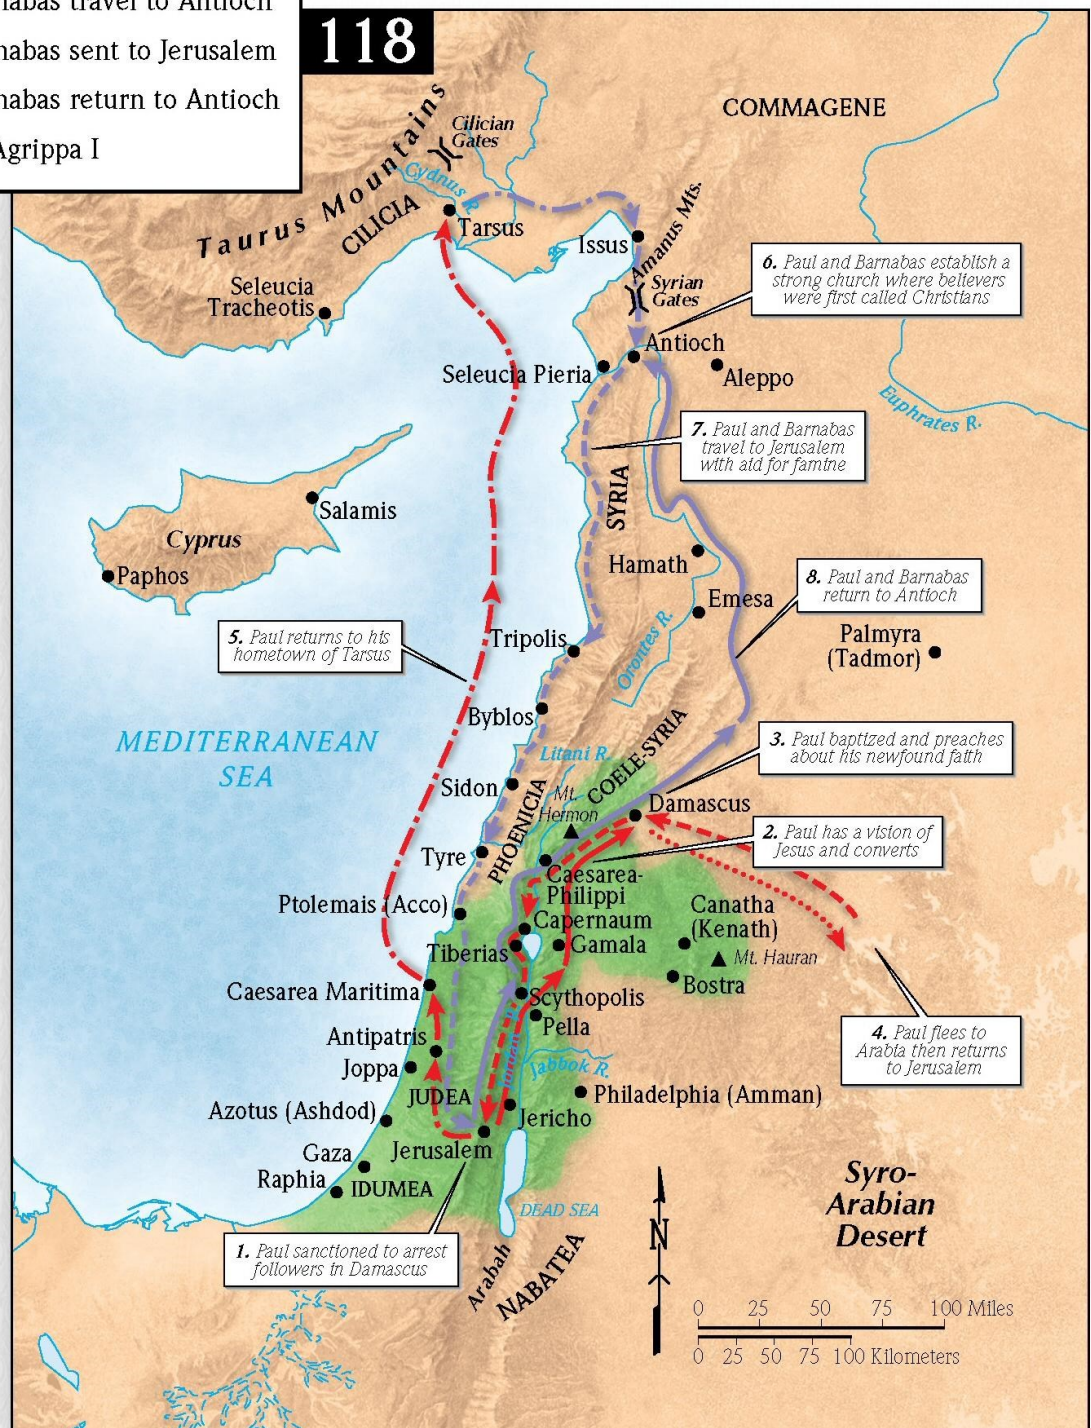 nabas travel to Antioch
nabas sent to Jerusalem
nabas return to Antioch
Agrippa I
118
COMMAGENE
Cilician
Gates
Taurus Mountains
Cydnus R.
CILICIA
Tarsus
Issus
Amanus Mts.
Syrian
Gates
Seleucia
Tracheotis
6. Paul and Barnabas establish a
strong church where believers
were first called Christians
Antioch
Seleucia Pieria
Aleppo
Euphrates R.
7. Paul and Barnabas
travel to Jerusalem
with aid for famine
SYRIA
Salamis
Cyprus
Paphos
Hamath
8. Paul and Barnabas
return to Antioch
Emesa
5. Paul returns to his
hometown of Tarsus
Tripolis
Orontes R.
Palmyra
(Tadmor)
Byblos
MEDITERRANEAN
SEA
Litani R.
COELE-SYRIA
3. Paul baptized and preaches
about his newfound faith
Sidon
Mt.
Hermon
PHOENICIA
Damascus
2. Paul has a vision of
Jesus and converts
Tyre
Caesarea-
Philippi
Ptolemais (Acco)
Capernaum
Canatha
(Kenath)
Tiberias
Gamala
Mt. Hauran
Bostra
Caesarea Maritima
Scythopolis
Pella
4. Paul flees to
Arabia then returns
to Jerusalem
Antipatris
Jordan R.
Jabbok R.
Joppa
JUDEA
Philadelphia (Amman)
Azotus (Ashdod)
Jericho
Jerusalem
Gaza
Raphia
IDUMEA
DEAD SEA
Syro-
Arabian
Desert
1. Paul sanctioned to arrest
followers in Damascus
Arabah
NABATEA
N
0 25 50 75 100 Miles
0 25 50 75 100 Kilometers